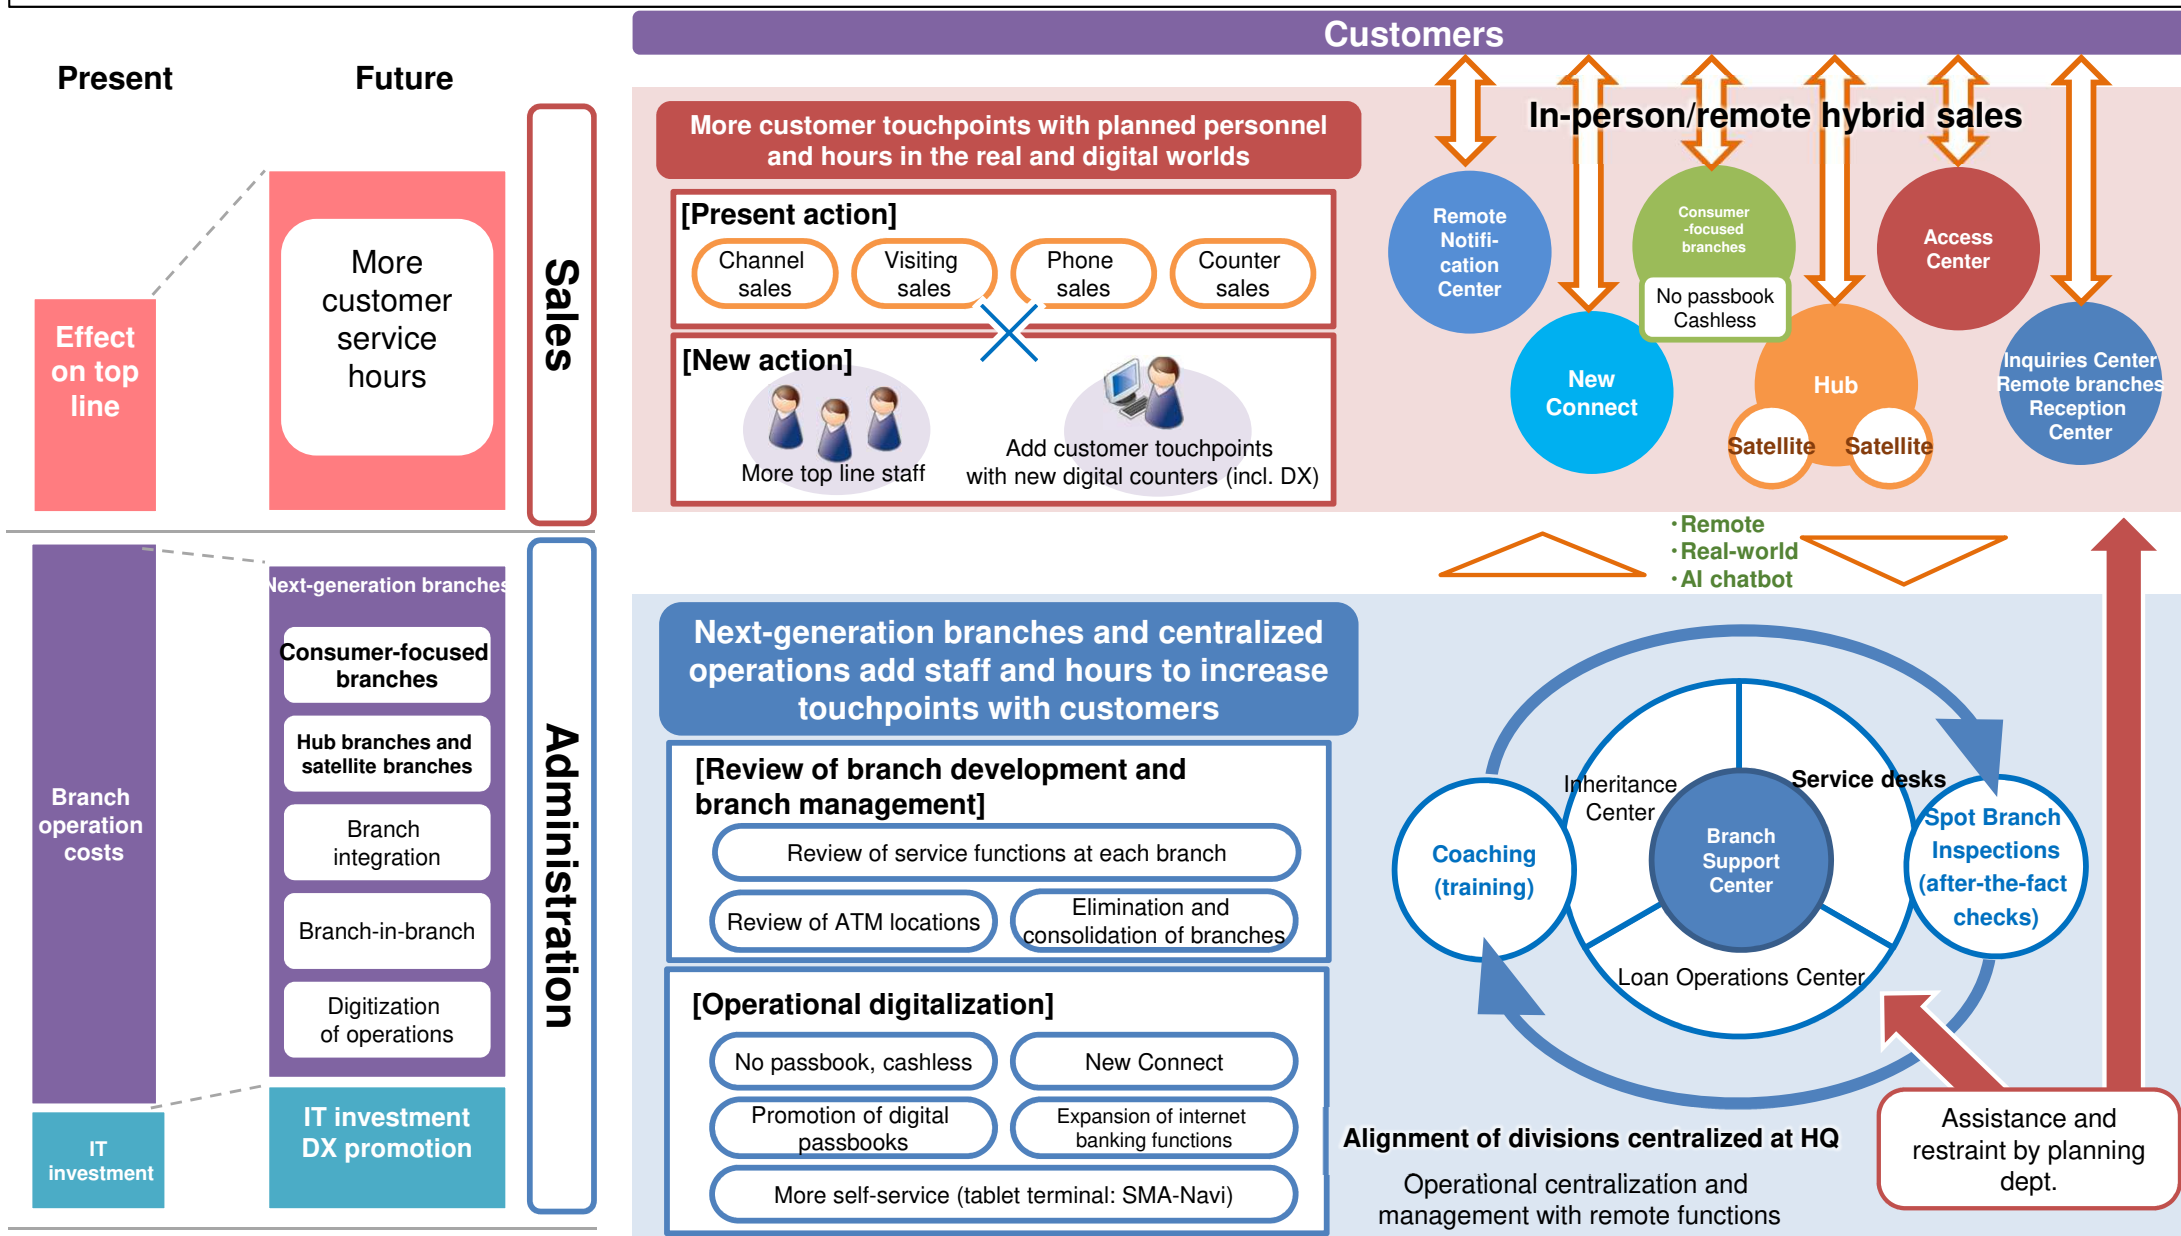 Customers
Present
Future
Effect
on top
line
More
customer
service
hours
Sales
More customer touchpoints with planned personnel
and hours in the real and digital worlds
[Present action]
Channel
sales
Visiting
sales
Phone
sales
Counter
sales
[New action]
More top line staff
Add customer touchpoints
with new digital counters (incl. DX)
In-person/remote hybrid sales
Remote
Notifi-
cation
Center
New
Connect
Consumer
-focused
branches
No passbook
Cashless
Hub
Satellite
Satellite
Access
Center
Inquiries Center
Remote branches
Reception
Center
・Remote
・Real-world
・AI chatbot
Branch
operation
costs
IT
investment
Next-generation branches
Consumer-focused
branches
Hub branches and
satellite branches
Branch
integration
Branch-in-branch
Digitization
of operations
IT investment
DX promotion
Administration
Next-generation branches and centralized
operations add staff and hours to increase
touchpoints with customers
[Review of branch development and
branch management]
Review of service functions at each branch
Review of ATM locations
Elimination and
consolidation of branches
[Operational digitalization]
No passbook, cashless
New Connect
Promotion of digital
passbooks
Expansion of internet
banking functions
More self-service (tablet terminal: SMA-Navi)
Coaching
(training)
Inheritance
Center
Service desks
Branch
Support
Center
Loan Operations Center
Spot Branch
Inspections
(after-the-fact
checks)
Alignment of divisions centralized at HQ
Operational centralization and
management with remote functions
Assistance and
restraint by planning
dept.